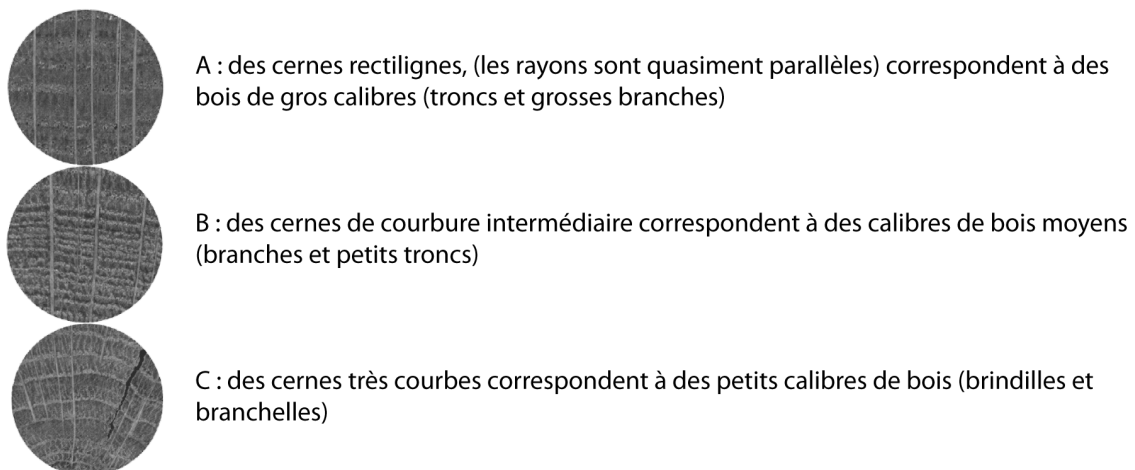 A : des cernes rectilignes, (les rayons sont quasiment parallèles) correspondent à des
bois de gros calibres (troncs et grosses branches)
B : des cernes de courbure intermédiaire correspondent à des calibres de bois moyens
(branches et petits troncs)
C : des cernes très courbes correspondent à des petits calibres de bois (brindilles et
branchelles)